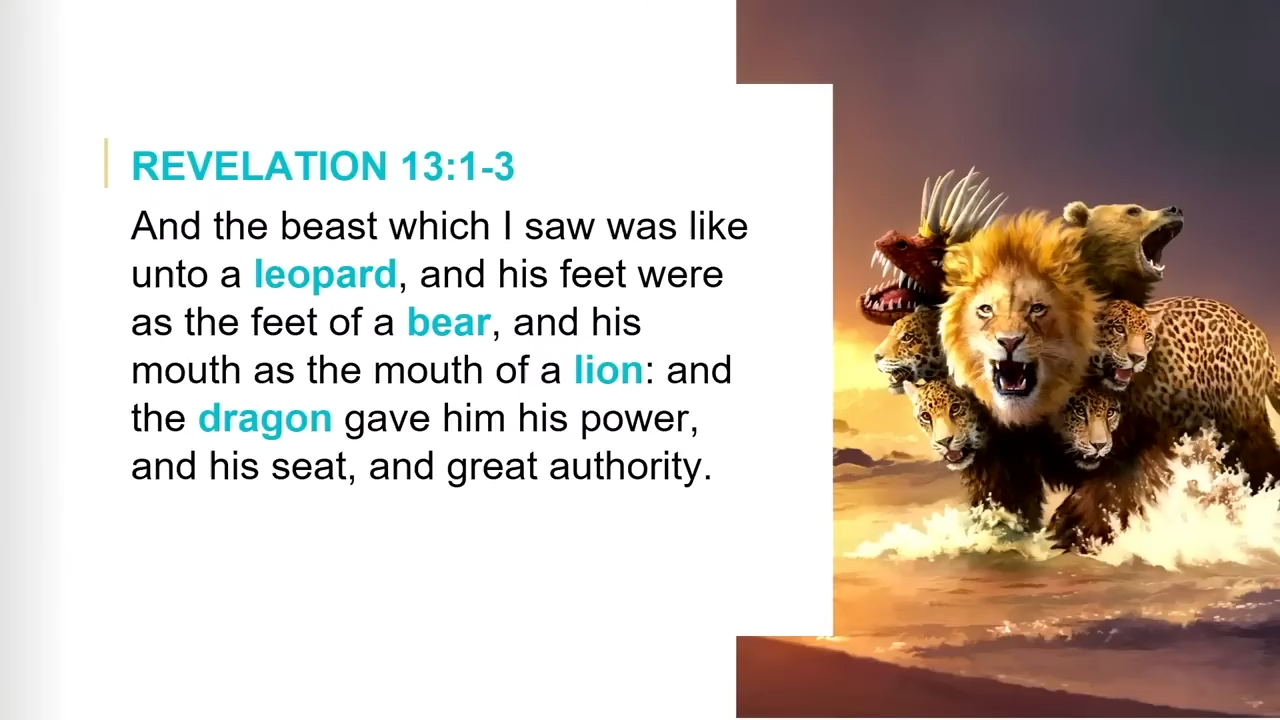 REVELATION 13:1-3
And the beast which I saw was like
unto a leopard, and his feet were
as the feet of a bear, and his
mouth as the mouth of a lion: and
the dragon gave him his power,
and his seat, and great authority.